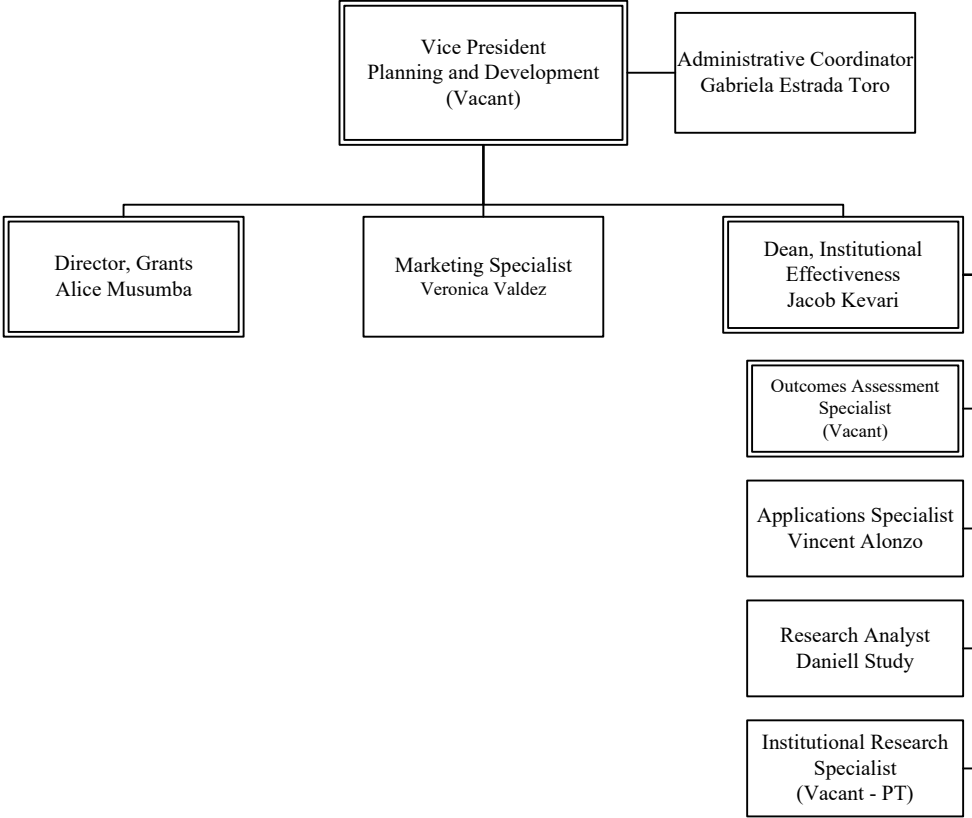 Vice President
Planning and Development
(Vacant)
Administrative Coordinator
Gabriela Estrada Toro
Director, Grants
Alice Musumba
Marketing Specialist
Veronica Valdez
Dean, Institutional
Effectiveness
Jacob Kevari
Outcomes Assessment
Specialist
(Vacant)
Applications Specialist
Vincent Alonzo
Research Analyst
Daniell Study
Institutional Research
Specialist
(Vacant - PT)